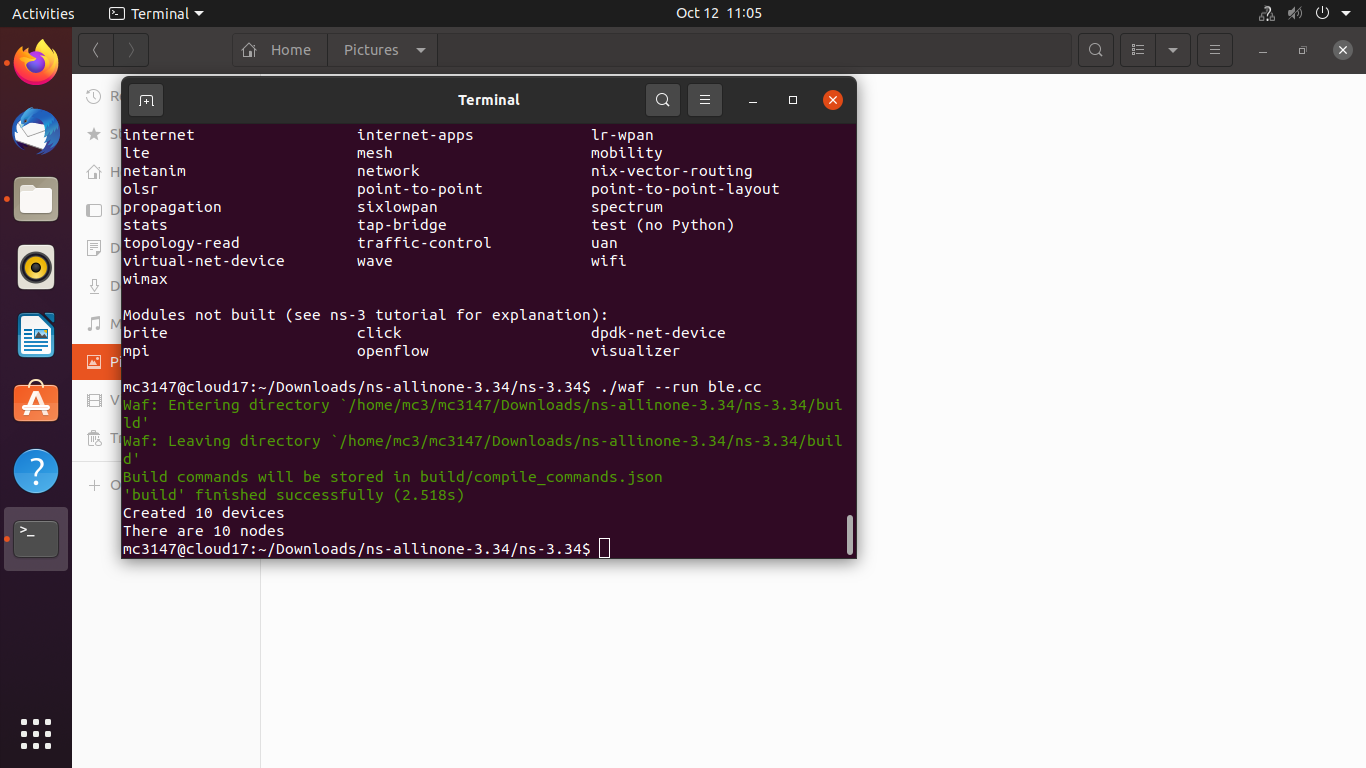 Activities Terminal Oct 12 11:05
Home Pictures
Terminal
internet internet-apps lr-wpan
lte mesh mobility
netanim network nix-vector-routing
olsr point-to-point point-to-point-layout
propagation sixlowpan spectrum
stats tap-bridge test (no Python)
topology-read traffic-control uan
virtual-net-device wave wifi
wimax
Modules not built (see ns-3 tutorial for explanation):
brite click dpdk-net-device
mpi openflow visualizer
mc3147@cloud17:~/Downloads/ns-allinone-3.34/ns-3.34$ ./waf --run ble.cc
Waf: Entering directory `/home/mc3/mc3147/Downloads/ns-allinone-3.34/ns-3.34/bui
ld'
Waf: Leaving directory `/home/mc3/mc3147/Downloads/ns-allinone-3.34/ns-3.34/buil
d'
Build commands will be stored in build/compile_commands.json
'build' finished successfully (2.518s)
Created 10 devices
There are 10 nodes
mc3147@cloud17:~/Downloads/ns-allinone-3.34/ns-3.34$